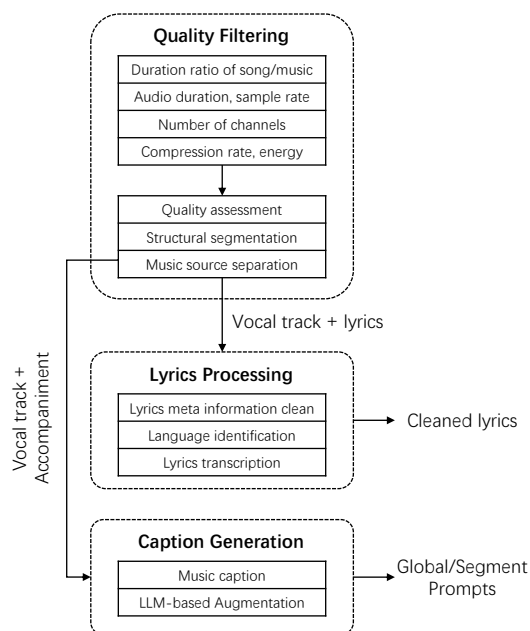 Quality Filtering
Duration ratio of song/music
Audio duration, sample rate
Number of channels
Compression rate, energy
Quality assessment
Structural segmentation
Music source separation
Vocal track + lyrics
Vocal track +
Accompaniment
Lyrics Processing
Lyrics meta information clean
Language identification
Lyrics transcription
Cleaned lyrics
Caption Generation
Music caption
LLM-based Augmentation
Global/Segment
Prompts